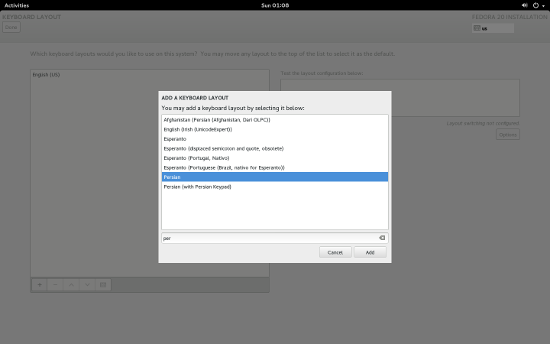 Activities
Sun 01:00
KEYBOARD LAYOUT
FEDORA 20 INSTALLATION
Done
us
Which keyboard layouts would you like to use on this system? You may move any layout to the top of the list to select it as the default.
English (US)
Test the layout configuration below:
ADD A KEYBOARD LAYOUT
You may add a keyboard layout by selecting it below:
Afghanistan (Persian (Afghanistan, Dari OLPC))
English (Irish (UnicodeExpert))
Esperanto
Esperanto (displaced semicolon and quote, obsolete)
Esperanto (Portugal, Nativo)
Esperanto (Portuguese (Brazil, native for Esperanto))
Persian
Persian (with Persian Keypad)
Layout switching not configured.
Options
per
Cancel
Add